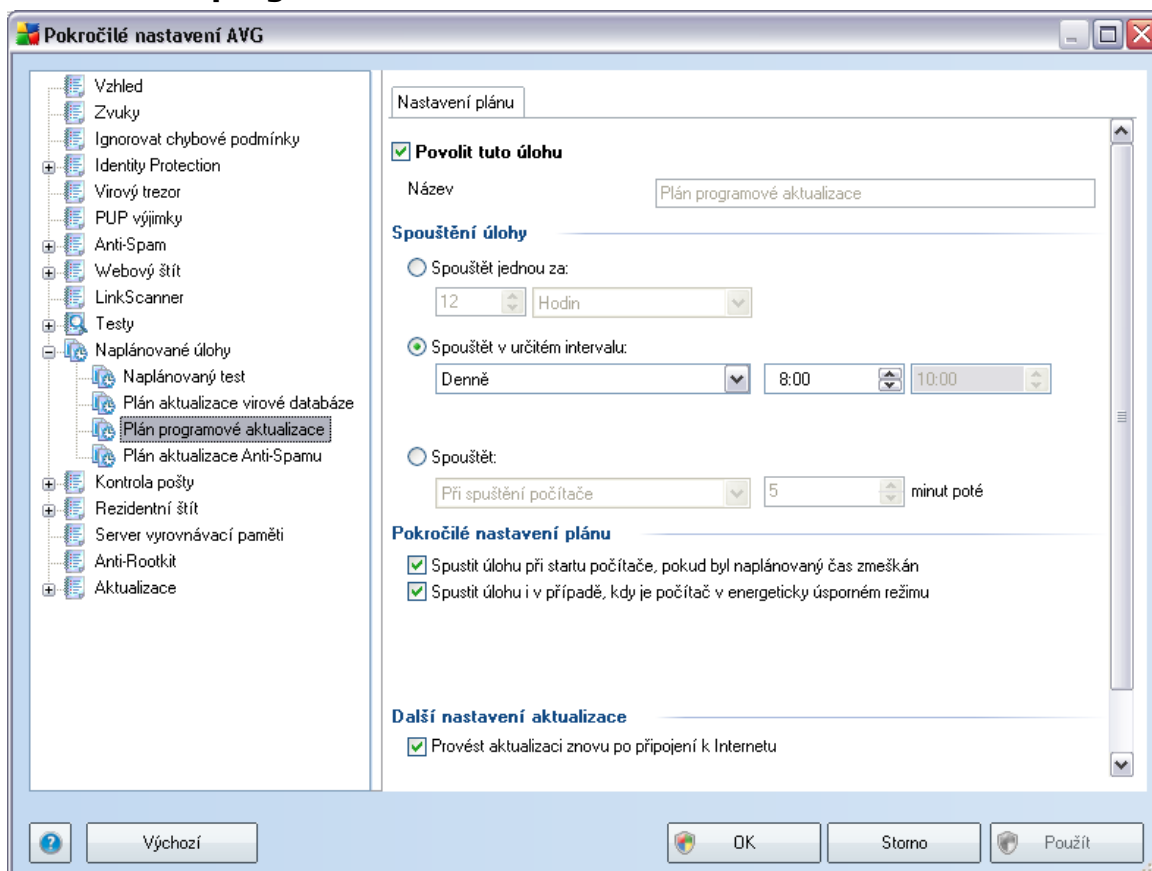 Pokročilé nastavení AVG
Vzhled
Zvuky
Ignorovat chybové podmínky
Identity Protection
Virový trezor
PUP výjimky
Anti-Spam
Webový štít
LinkScanner
Testy
Naplánované úlohy
Naplánovaný test
Plán aktualizace virové databáze
Plán programové aktualizace
Plán aktualizace Anti-Spamu
Kontrola pošty
Rezidentní štít
Server vyrovnávací paměti
Anti-Rootkit
Aktualizace
Nastavení plánu
Povolit tuto úlohu
Název
Plán programové aktualizace
Spouštění úlohy
Spouštět jednou za:
12 Hodin
Spouštět v určitém intervalu:
Denně 8:00 10:00
Spouštět:
Při spuštění počítače 5 minut poté
Pokročilé nastavení plánu
Spustit úlohu při startu počítače, pokud byl naplánovaný čas zmeškán
Spustit úlohu i v případě, kdy je počítač v energeticky úsporném režimu
Další nastavení aktualizace
Provést aktualizaci znovu po připojení k Internetu
? Výchozí OK Storno Použít